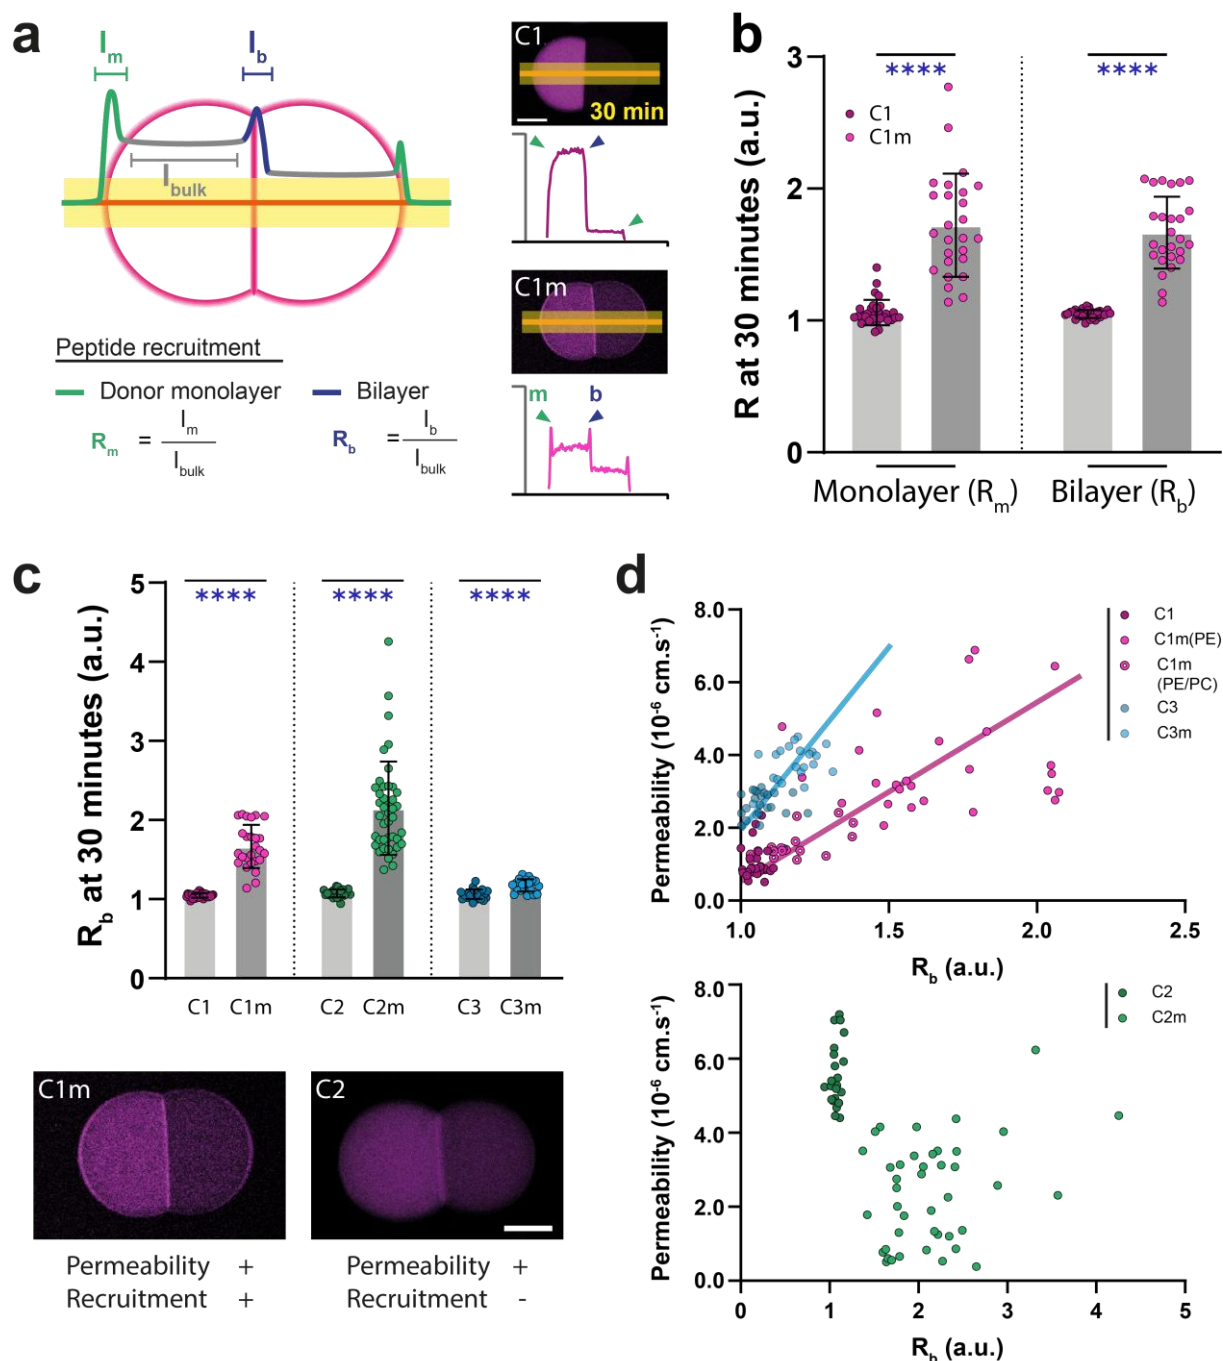 a
I_m
I_b
I_bulk
Peptide recruitment
Donor monolayer
R_m = I_m / I_bulk
Bilayer
R_b = I_b / I_bulk
C1
30 min
C1m
m
b
b
R at 30 minutes (a.u.)
3
2
1
0
****
****
C1
C1m
Monolayer (R_m)
Bilayer (R_b)
c
R_b at 30 minutes (a.u.)
5
4
3
2
1
0
****
****
****
C1
C1m
C2
C2m
C3
C3m
C1m
Permeability +
Recruitment +
C2
Permeability +
Recruitment -
d
Permeability (10⁻⁶ cm.s⁻¹)
8.0
6.0
4.0
2.0
0.0
1.0
1.5
2.0
2.5
R_b (a.u.)
C1
C1m(PE)
C1m
(PE/PC)
C3
C3m
Permeability (10⁻⁶ cm.s⁻¹)
8.0
6.0
4.0
2.0
0.0
0
1
2
3
4
5
R_b (a.u.)
C2
C2m